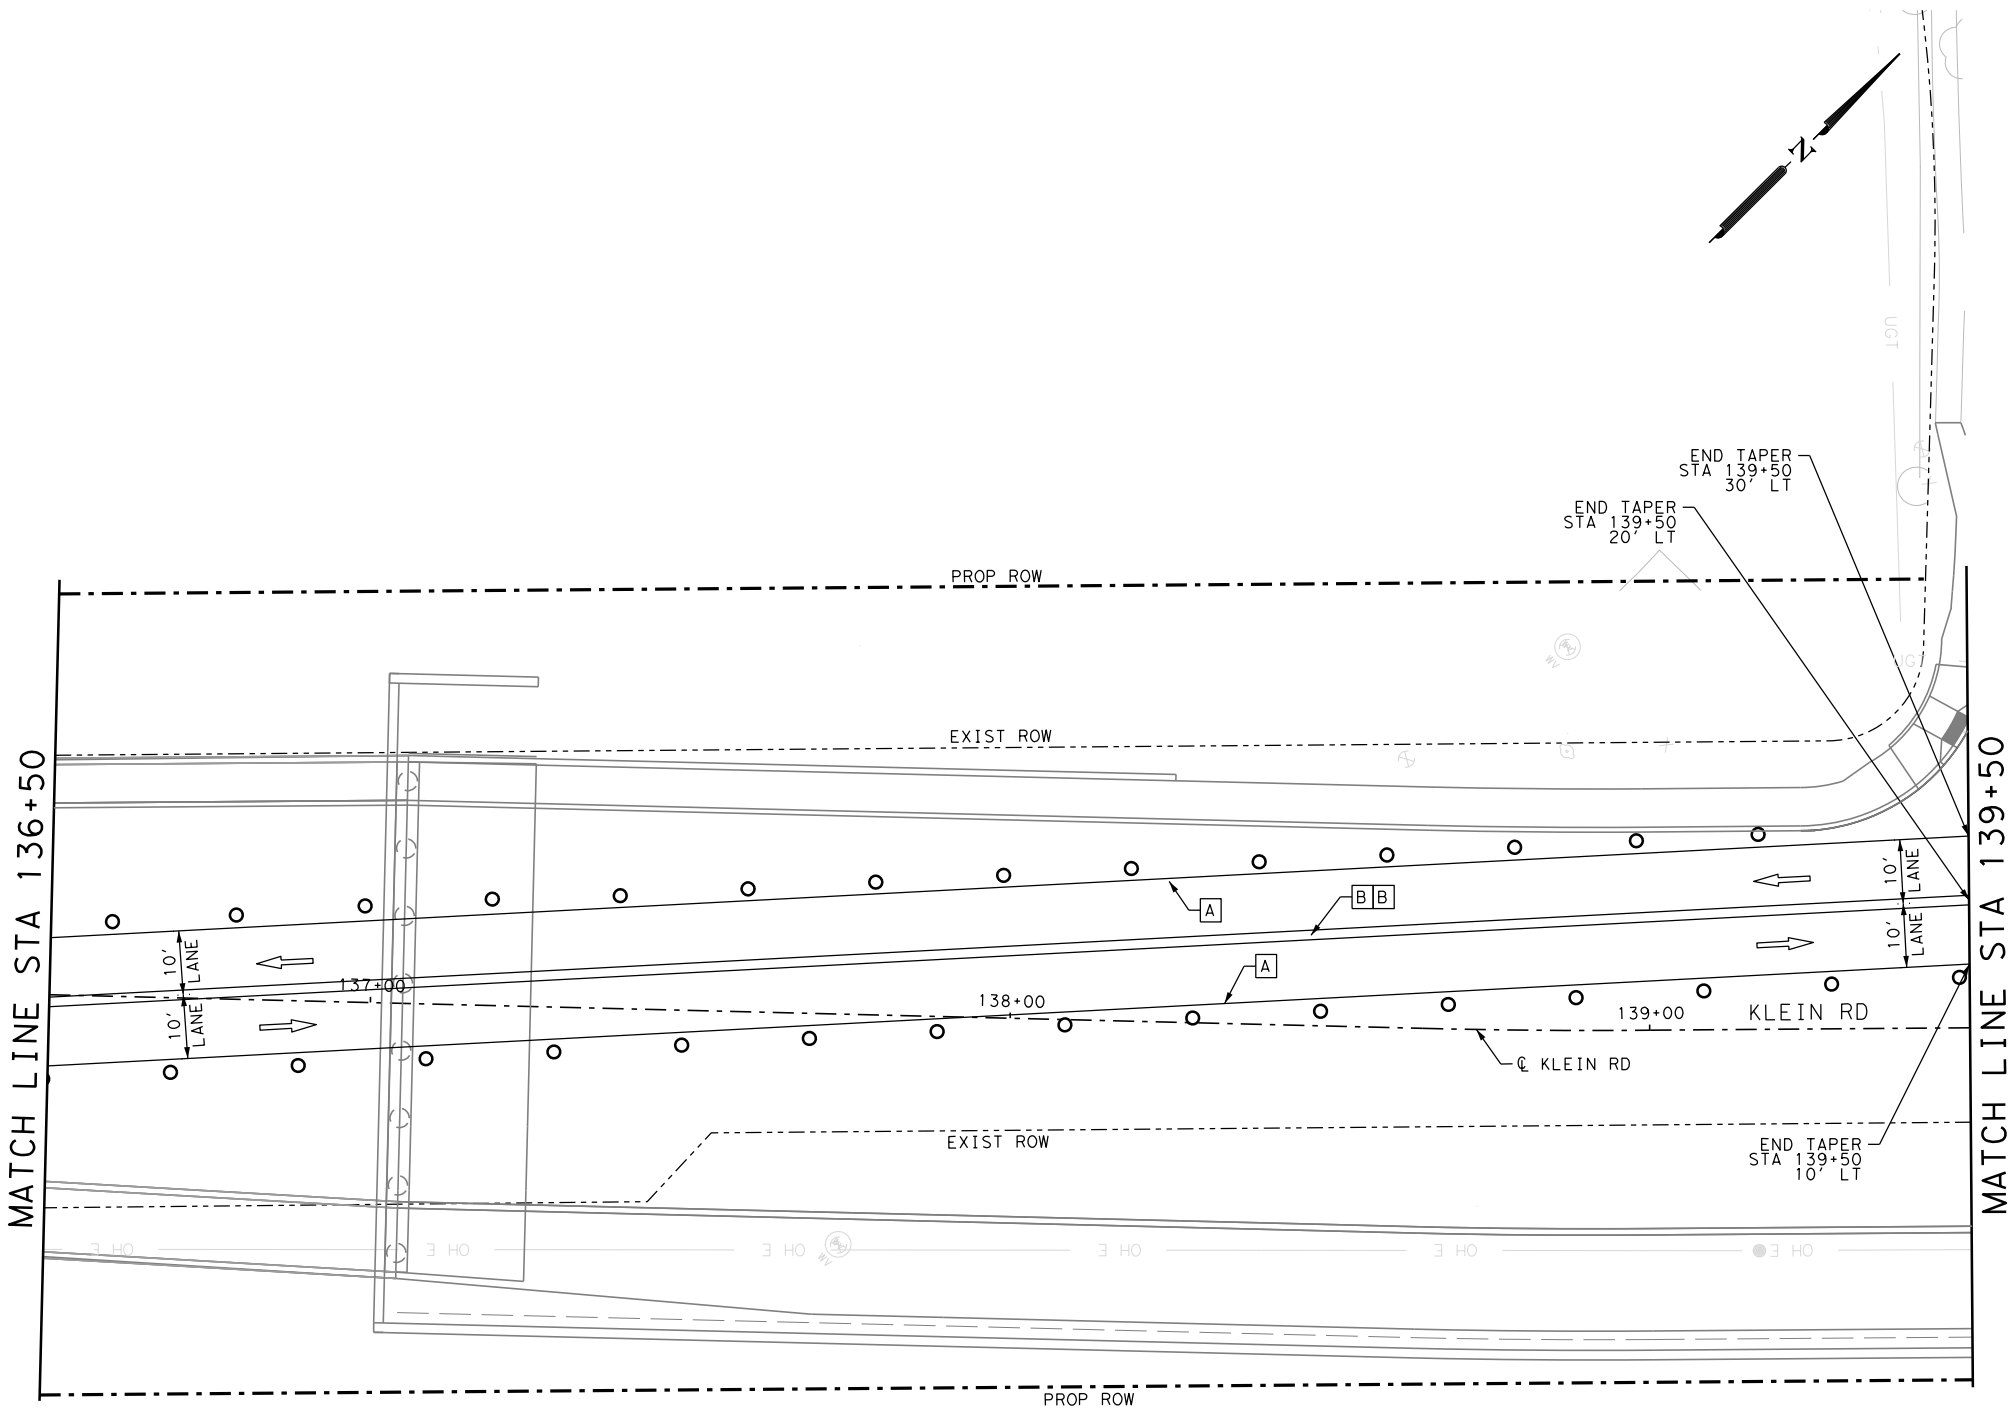 N
UGT
END TAPER
STA 139+50
30' LT
END TAPER
STA 139+50
20' LT
PROP ROW
UGT
EXIST ROW
MATCH LINE STA 136+50
MATCH LINE STA 139+50
10'
LANE
10'
LANE
A
B B
10'
LANE
10'
LANE
A
137+00
138+00
139+00
KLEIN RD
℄ KLEIN RD
EXIST ROW
END TAPER
STA 139+50
10' LT
OH E
OH E
OH E
OH E
OH E
OH E
PROP ROW